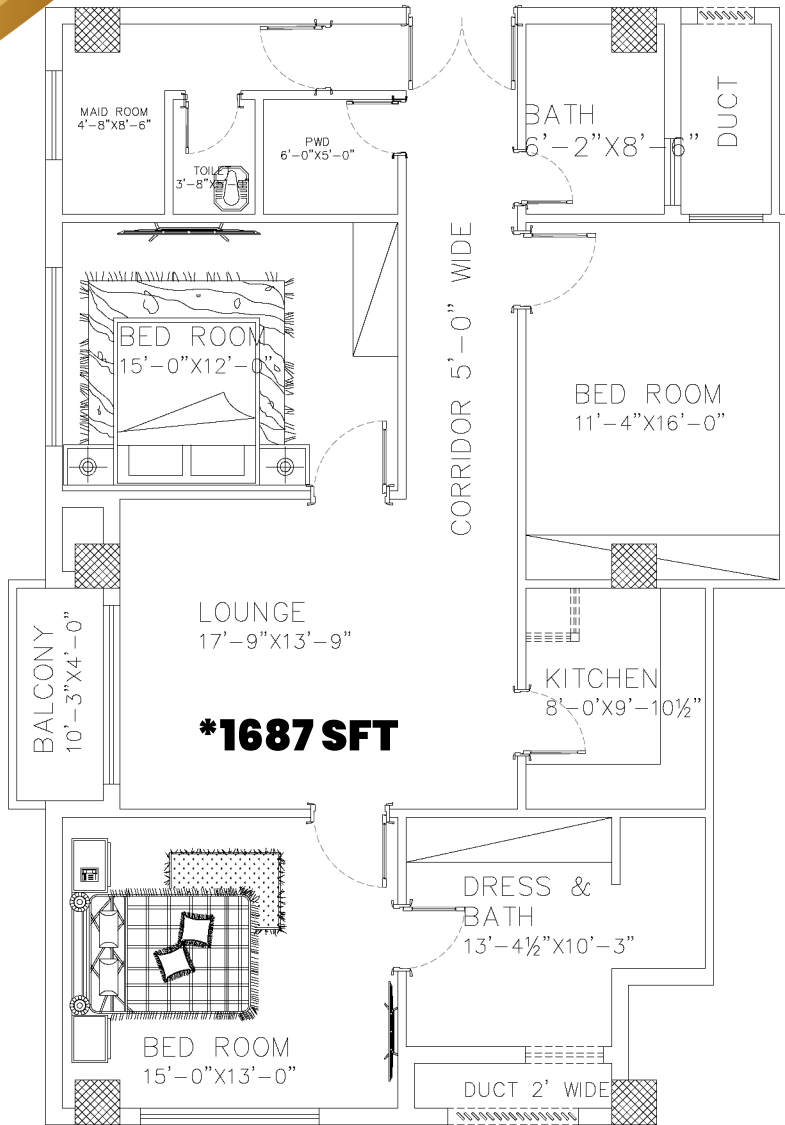 MAID ROOM
4'-8"X8'-6"
TOILET
3'-8"X5'-0"
PWD
6'-0"X5'-0"
BATH
6'-2"X8'-6"
DUCT
CORRIDOR 5'-0" WIDE
BED ROOM
15'-0"X12'-0"
BED ROOM
11'-4"X16'-0"
LOUNGE
17'-9"X13'-9"
BALCONY
10'-3"X4'-0"
KITCHEN
8'-0'X9'-10½"
*1687 SFT
DRESS &
BATH
13'-4½"X10'-3"
BED ROOM
15'-0"X13'-0"
DUCT 2' WIDE